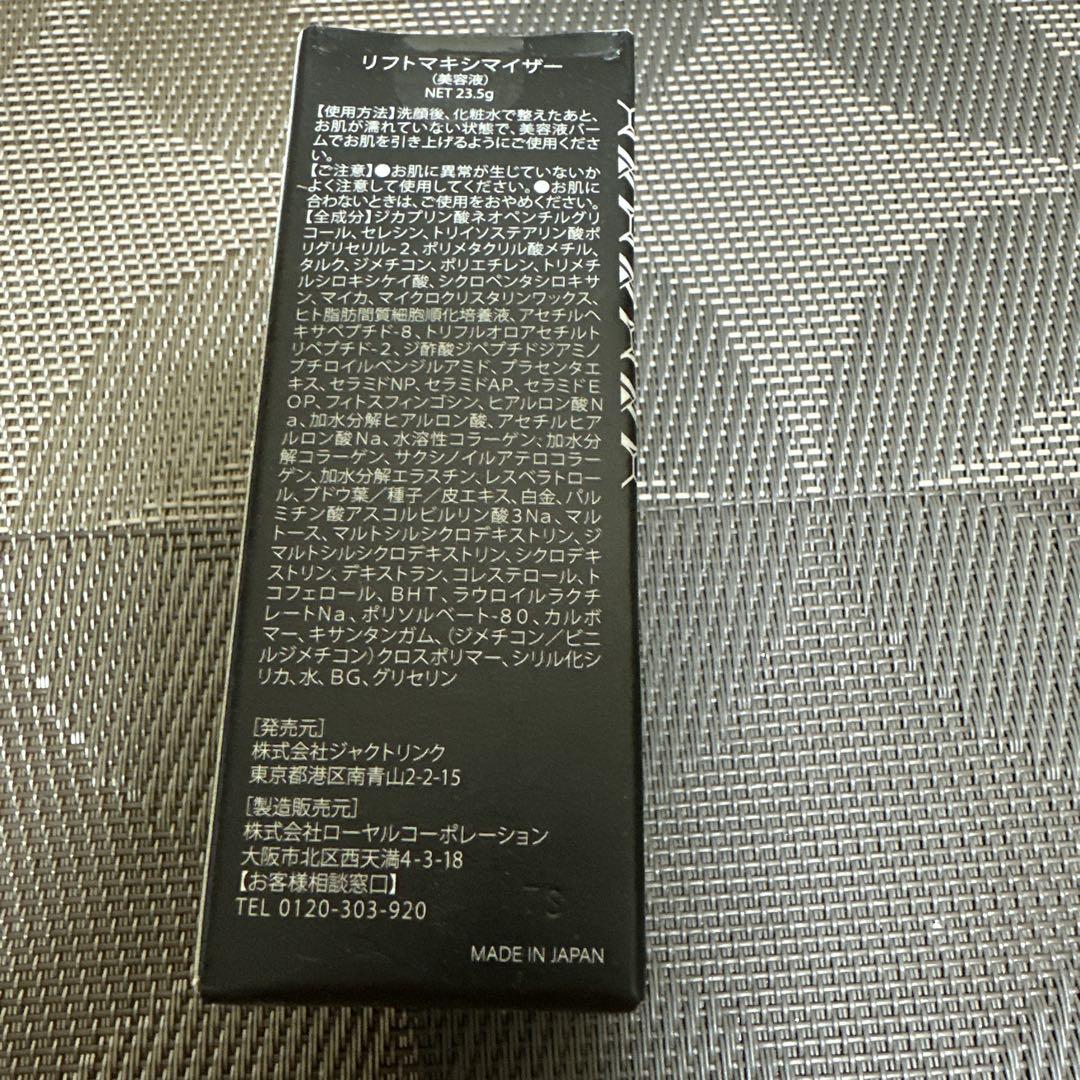 リフトマキシマイザー
(美容液)
NET 23.5g
【使用方法】洗顔後、化粧水で整えたあと、
お肌が濡れていない状態で、美容液バー
ムでお肌を引き上げるようにご使用くださ
い。
【ご注意】●お肌に異常が生じていないか
よく注意して使用してください。●お肌に
合わないときは、ご使用をおやめください。
【全成分】ジカプリン酸ネオペンチルグリ
コール、セレシン、トリイソステアリン酸ポ
リグリセリル-2、ポリメタクリル酸メチル、
タルク、ジメチコン、ポリエチレン、トリメチ
ルシロキシケイ酸、シクロペンタシロキサ
ン、マイカ、マイクロクリスタリンワックス、
ヒト脂肪間質細胞順化培養液、アセチルヘ
キサペプチド-8、トリフルオロアセチルト
リペプチド-2、ジ酢酸ジペプチドジアミノ
ブチロイルベンジルアミド、プラセンタエ
キス、セラミドNP、セラミドAP、セラミドE
OP、フィトスフィンゴシン、ヒアルロン酸N
a、加水分解ヒアルロン酸、アセチルヒア
ルロン酸Na、水溶性コラーゲン、加水分
解コラーゲン、サクシノイルアテロコラー
ゲン、加水分解エラスチン、レスベラトロー
ル、ブドウ葉／種子／皮エキス、白金、パル
ミチン酸アスコルビルリン酸3Na、マル
トース、マルトシルシクロデキストリン、ジ
マルトシルシクロデキストリン、シクロデキ
ストリン、デキストラン、コレステロール、ト
コフェロール、BHT、ラウロイルラクチ
レートNa、ポリソルベート-80、カルボ
マー、キサンタンガム、(ジメチコン／ビニ
ルジメチコン)クロスポリマー、シリル化シ
リカ、水、BG、グリセリン
[発売元]
株式会社ジャクトリンク
東京都港区南青山2-2-15
[製造販売元]
株式会社ローヤルコーポレーション
大阪市北区西天満4-3-18
【お客様相談窓口】
TEL 0120-303-920
MADE IN JAPAN